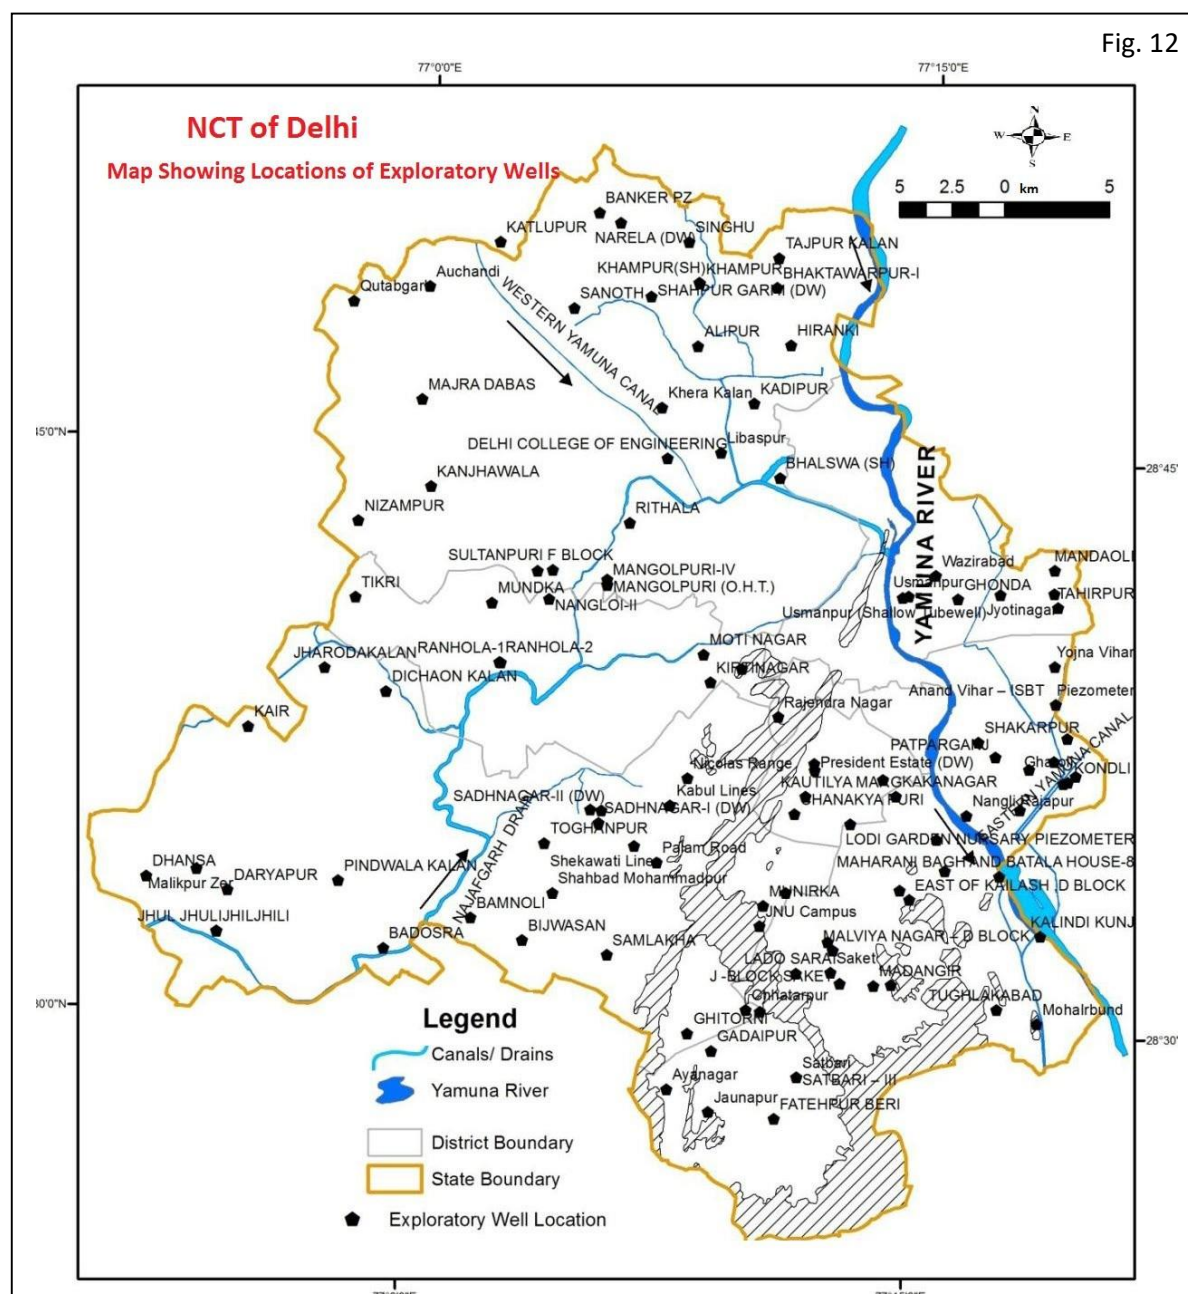 Fig. 12
77°0'0"E
77°15'0"E
NCT of Delhi
Map Showing Locations of Exploratory Wells
N
W
E
S
5
2.5
0 km
5
BANKER PZ
KATLUPUR
NARELA (DW)
SINGHU
TAJPUR KALAN
KHAMPUR(SH)
KHAMPUR
BHAKTAWARPUR-I
Auchandi
Qutabgarh
SANOTH
SHAHPUR GARHI (DW)
WESTERN YAMUNA CANAL
ALIPUR
HIRANKI
MAJRA DABAS
Khera Kalan
KADIPUR
15'0"N
DELHI COLLEGE OF ENGINEERING
Libaspur
BHALSWA (SH)
28°45'
KANJHAWALA
NIZAMPUR
RITHALA
YAMINA RIVER
SULTANPURI F BLOCK
MANGOLPURI-IV
MANGOLPURI (O.H.T.)
Wazirabad
MANDAOLI
TIKRI
MUNDKA
NANGLOI-II
Usmanpur
GHONDA
TAHIRPUR
Usmanpur (Shallow Tubewell)
Jyotinagar
JHARODAKALAN
RANHOLA-1
RANHOLA-2
MOTI NAGAR
Yojna Vihar
DICHAON KALAN
KIRTINAGAR
Anand Vihar – ISBT Piezometer
KAIR
Rajendra Nagar
SHAKARPUR
PATPARGANJ
Nicolas Range
President Estate (DW)
KONDLI
KAUTILYA MARG
KAKANAGAR
EASTERN YAMUNA CANAL
SADHNAGAR-II (DW)
Kabul Lines
CHANAKYA PURI
Nangli Rajapur
SADHNAGAR-I (DW)
TOGHANPUR
LODI GARDEN NURSARY PIEZOMETER
NAJAFGARH DRAIN
Palam Road
DHANSA
PINDWALA KALAN
Shekawati Line
MAHARANI BAGH AND BATALA HOUSE-8
Malikpur Zer
DARYAPUR
Shahbad Mohammadpur
EAST OF KAILASH ,D BLOCK
BAMNOLI
MUNIRKA
JHUL JHULI
JHILJHILI
JNU Campus
KALINDI KUNJ
BADOSRA
BIJWASAN
SAMLAKHA
MALVIYA NAGAR – D BLOCK
LADO SARAI
Saket
J -BLOCK SAKET
MADANGIR
30'0"N
Chhatarpur
TUGHLAKABAD
Mohalrbund
Legend
GHITORNI
28°30'
GADAIPUR
Canals/ Drains
Satbari
Yamuna River
Ayanagar
SATBARI – III
Jaunapur
FATEHPUR BERI
District Boundary
State Boundary
Exploratory Well Location